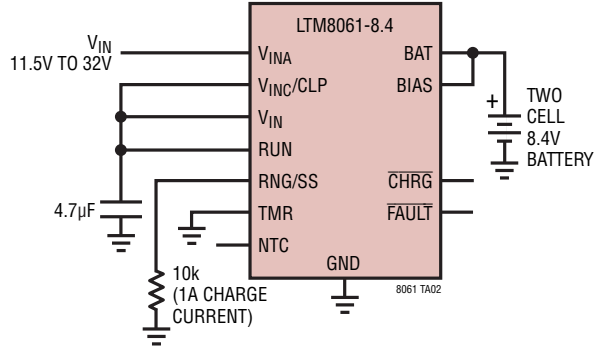 LTM8061-8.4
V_IN
11.5V TO 32V
V_INA
V_INC/CLP
V_IN
RUN
RNG/SS
TMR
NTC
BAT
BIAS
CHRG
FAULT
GND
+
TWO
CELL
8.4V
BATTERY
4.7µF
10k
(1A CHARGE
CURRENT)
8061 TA02